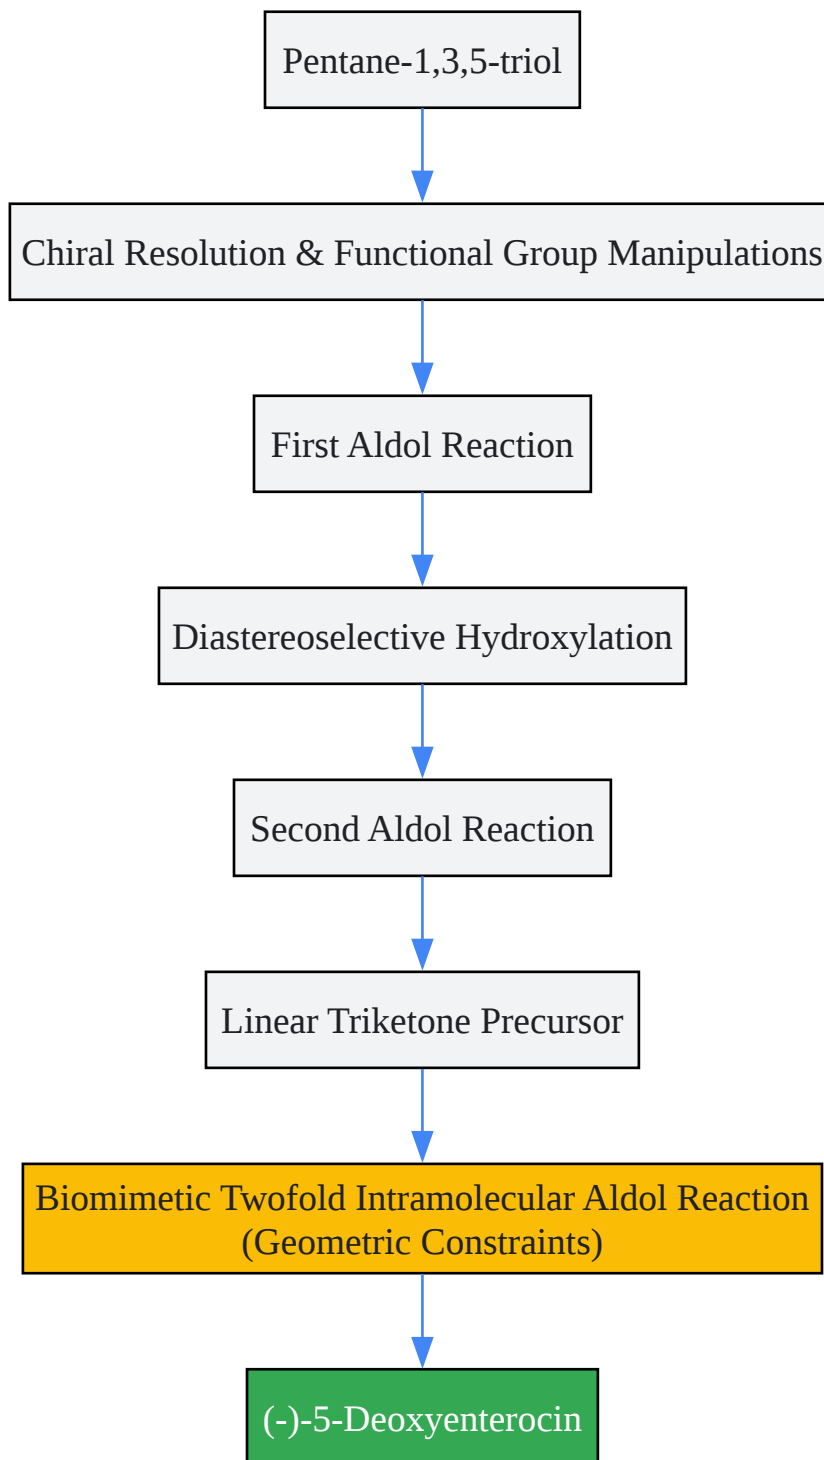 Pentane-1,3,5-triol
Chiral Resolution & Functional Group Manipulations
First Aldol Reaction
Diastereoselective Hydroxylation
Second Aldol Reaction
Linear Triketone Precursor
Biomimetic Twofold Intramolecular Aldol Reaction
(Geometric Constraints)
(-)-5-Deoxyenterocin